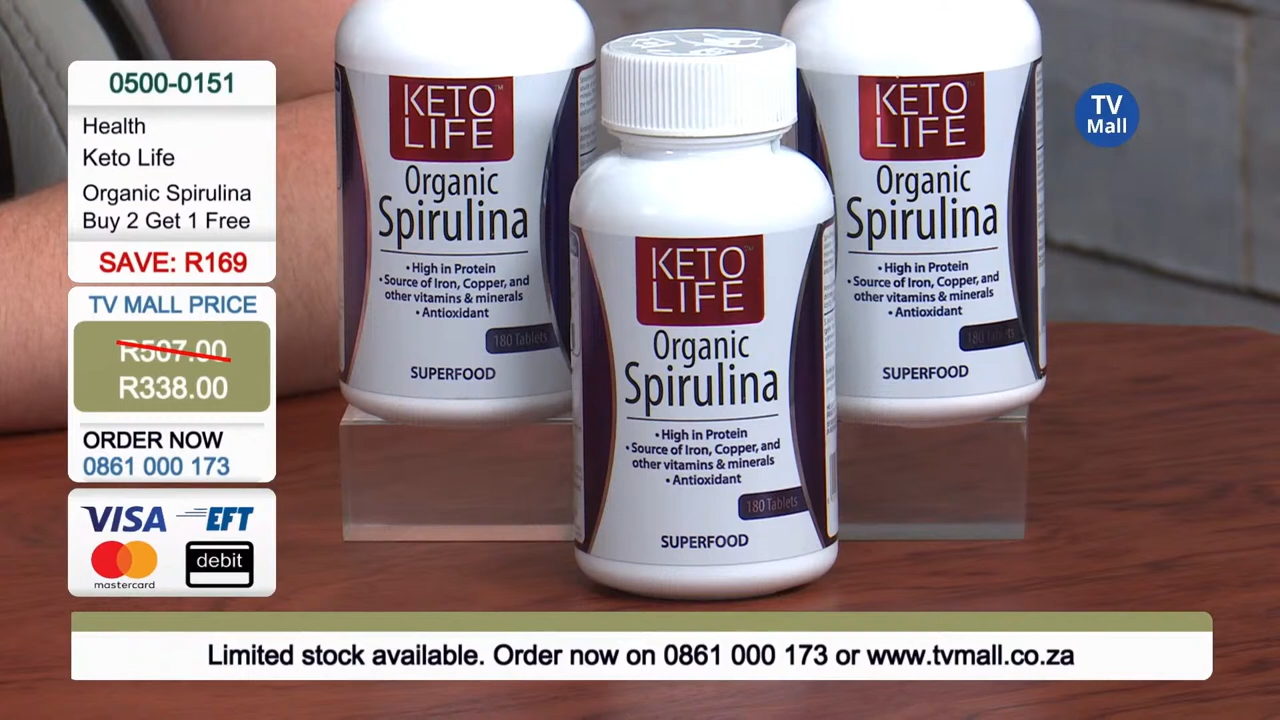 0500-0151
Health
Keto Life
Organic Spirulina
Buy 2 Get 1 Free
SAVE: R169
TV MALL PRICE
R507.00
R338.00
ORDER NOW
0861 000 173
VISA EFT
mastercard debit
KETO
LIFE™
Organic
Spirulina
• High in Protein
• Source of Iron, Copper, and
other vitamins & minerals
• Antioxidant
180 Tablets
SUPERFOOD
KETO
LIFE™
Organic
Spirulina
• High in Protein
• Source of Iron, Copper, and
other vitamins & minerals
• Antioxidant
180 Tablets
SUPERFOOD
KETO
LIFE™
Organic
Spirulina
• High in Protein
• Source of Iron, Copper, and
other vitamins & minerals
• Antioxidant
180 Tablets
SUPERFOOD
TV
Mall
Limited stock available. Order now on 0861 000 173 or www.tvmall.co.za